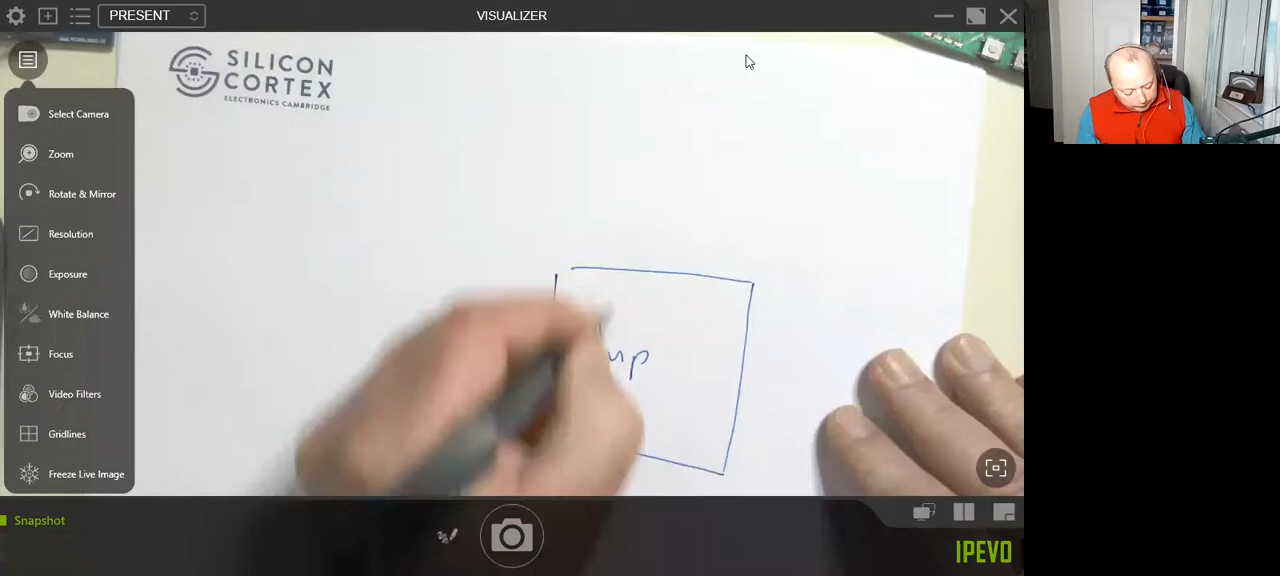 PRESENT
VISUALIZER
SILICON
CORTEX
ELECTRONICS CAMBRIDGE
Select Camera
Zoom
Rotate & Mirror
Resolution
Exposure
White Balance
Focus
Video Filters
Gridlines
Freeze Live Image
μp
Snapshot
IPEVO